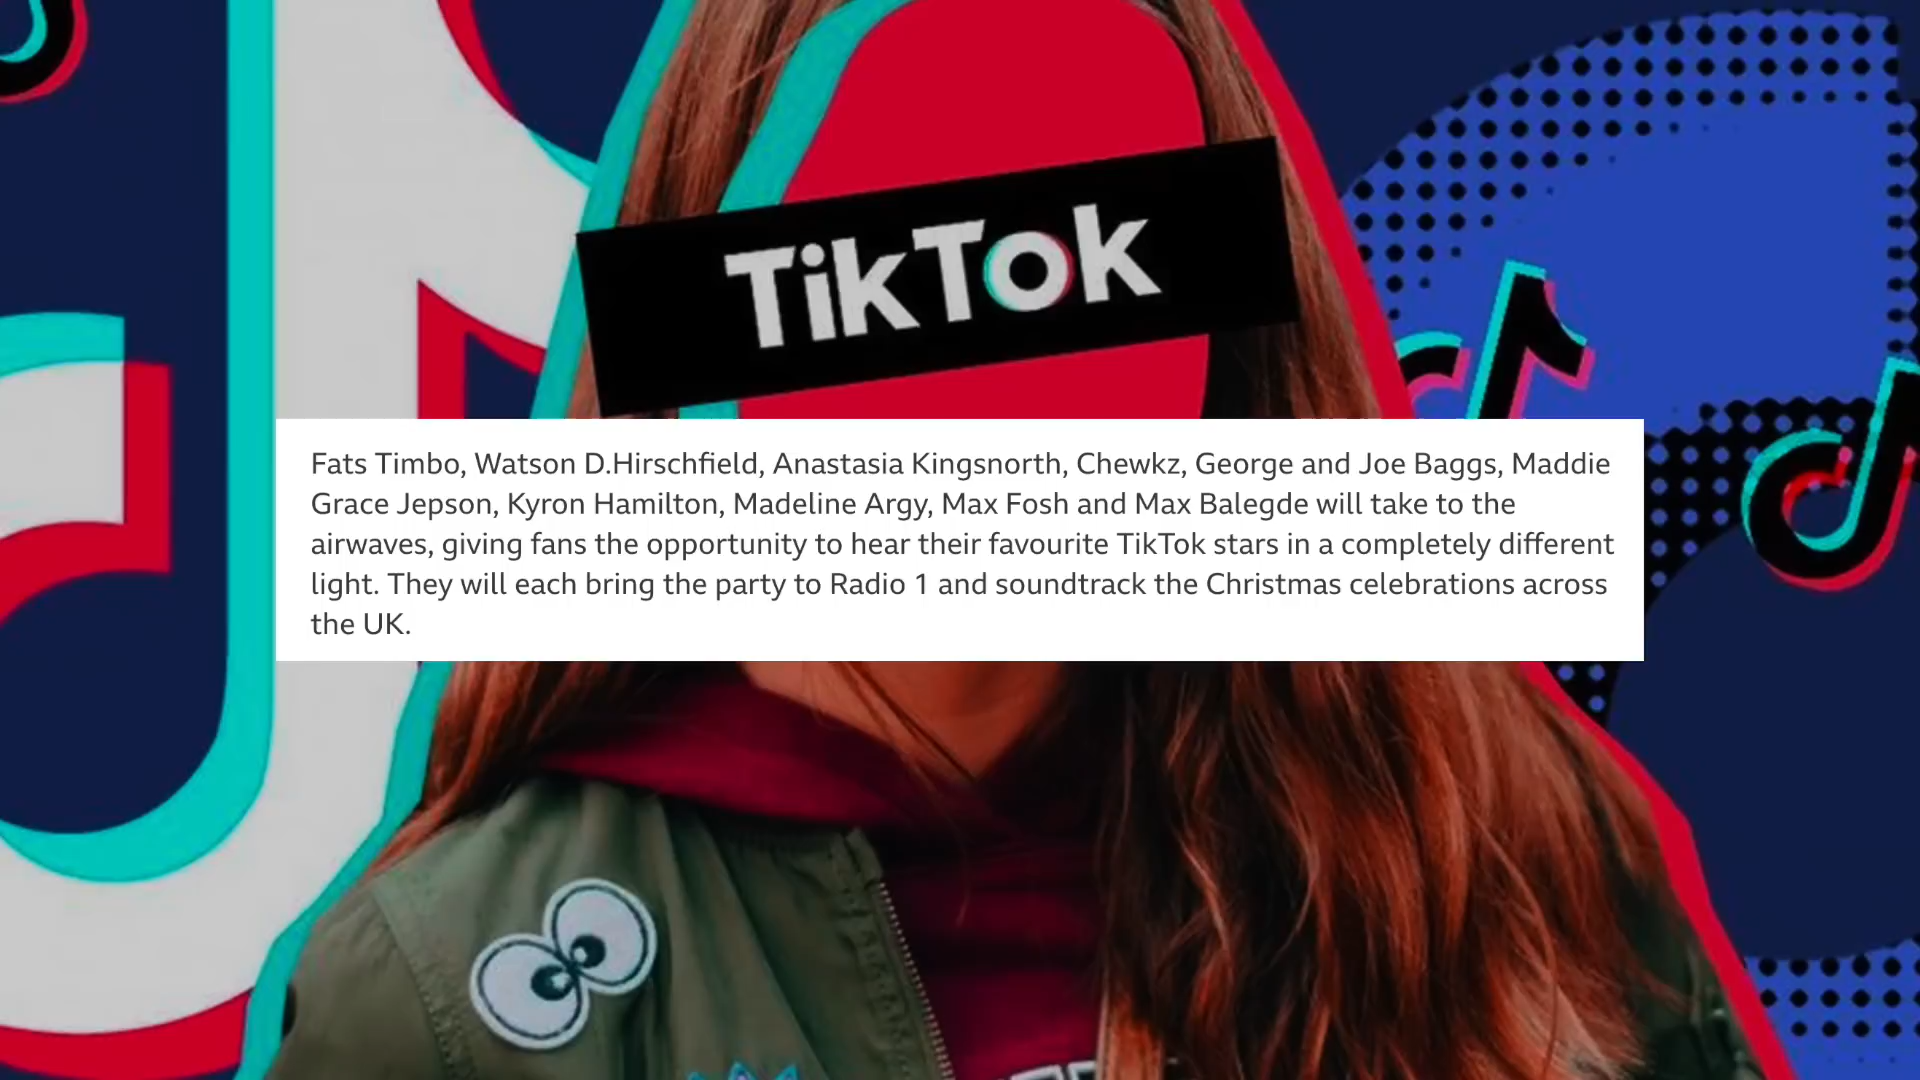 TikTok
Fats Timbo, Watson D.Hirschfield, Anastasia Kingsnorth, Chewkz, George and Joe Baggs, Maddie
Grace Jepson, Kyron Hamilton, Madeline Argy, Max Fosh and Max Balegde will take to the
airwaves, giving fans the opportunity to hear their favourite TikTok stars in a completely different
light. They will each bring the party to Radio 1 and soundtrack the Christmas celebrations across
the UK.